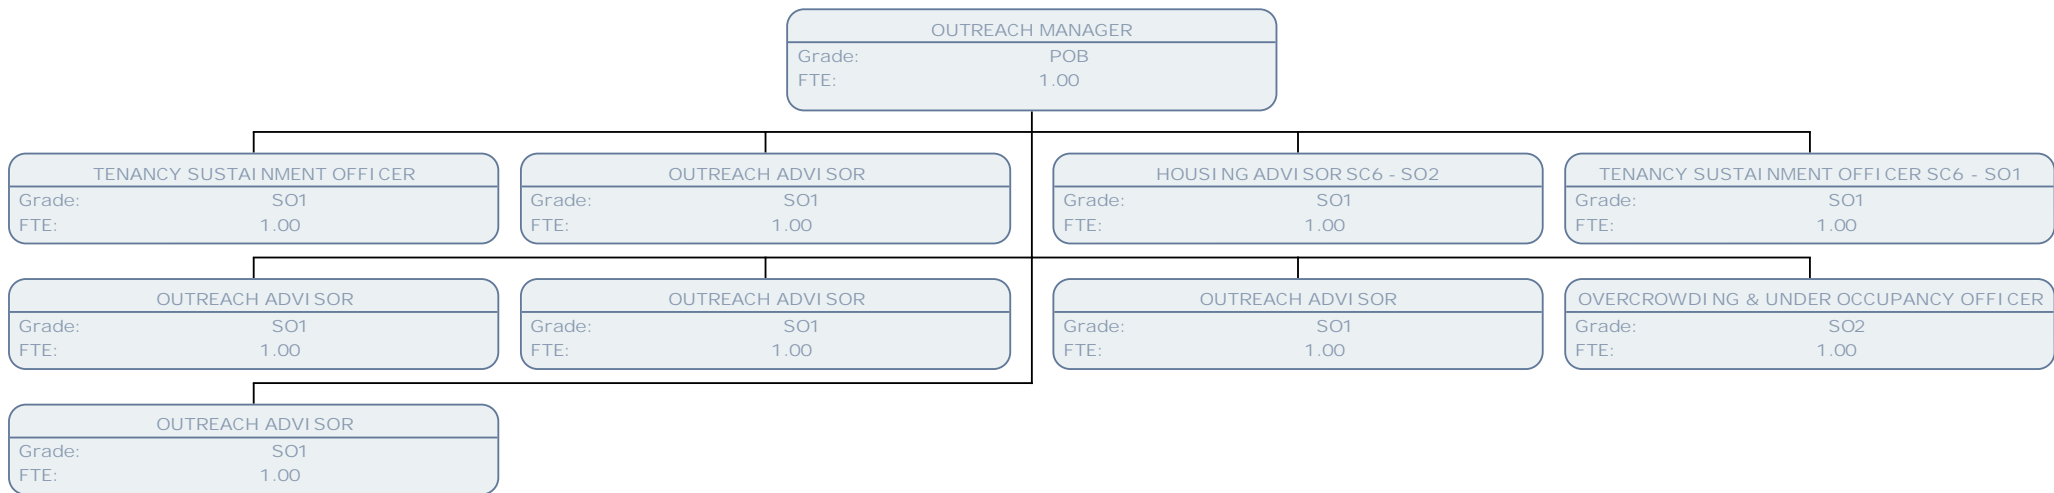 OUTREACH MANAGER
Grade: POB
FTE: 1.00
TENANCY SUSTAINMENT OFFICER
Grade: SO1
FTE: 1.00
OUTREACH ADVISOR
Grade: SO1
FTE: 1.00
HOUSING ADVISOR SC6 - SO2
Grade: SO1
FTE: 1.00
TENANCY SUSTAINMENT OFFICER SC6 - SO1
Grade: SO1
FTE: 1.00
OUTREACH ADVISOR
Grade: SO1
FTE: 1.00
OUTREACH ADVISOR
Grade: SO1
FTE: 1.00
OUTREACH ADVISOR
Grade: SO1
FTE: 1.00
OVERCROWDING & UNDER OCCUPANCY OFFICER
Grade: SO2
FTE: 1.00
OUTREACH ADVISOR
Grade: SO1
FTE: 1.00